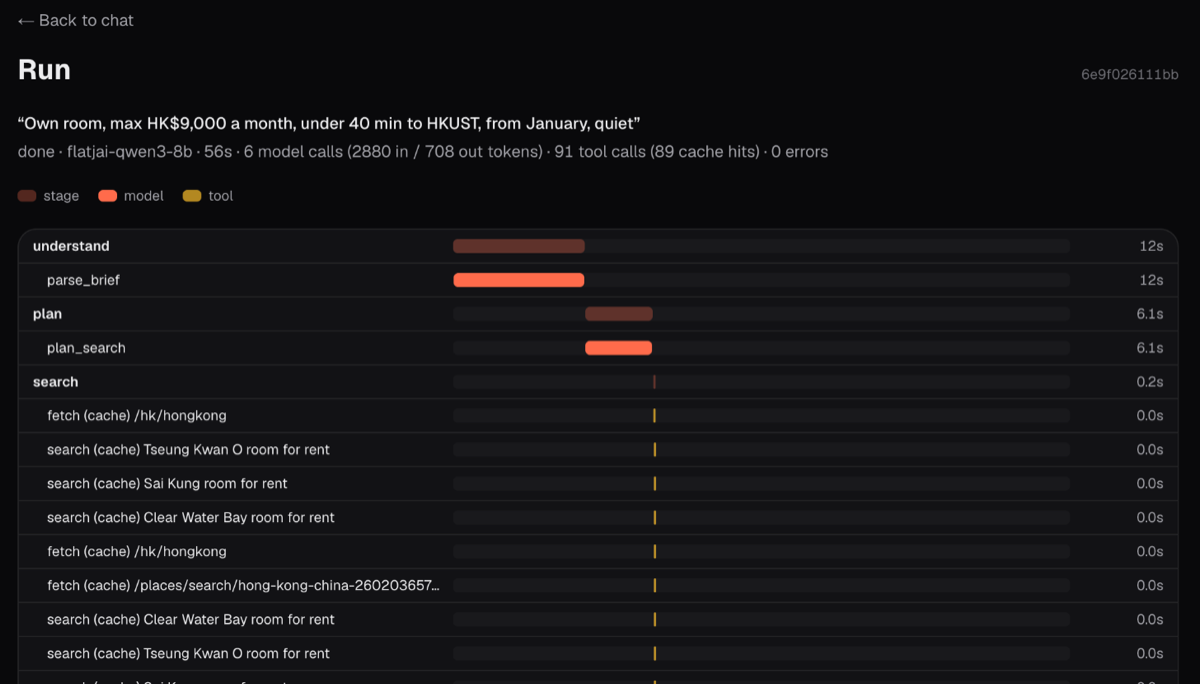 ← Back to chat
Run
6e9f026111bb
“Own room, max HK$9,000 a month, under 40 min to HKUST, from January, quiet”
done · flatjai-qwen3-8b · 56s · 6 model calls (2880 in / 708 out tokens) · 91 tool calls (89 cache hits) · 0 errors
stage model tool
understand 12s
parse_brief 12s
plan 6.1s
plan_search 6.1s
search 0.2s
fetch (cache) /hk/hongkong 0.0s
search (cache) Tseung Kwan O room for rent 0.0s
search (cache) Sai Kung room for rent 0.0s
search (cache) Clear Water Bay room for rent 0.0s
fetch (cache) /hk/hongkong 0.0s
fetch (cache) /places/search/hong-kong-china-260203657... 0.0s
search (cache) Clear Water Bay room for rent 0.0s
search (cache) Tseung Kwan O room for rent 0.0s